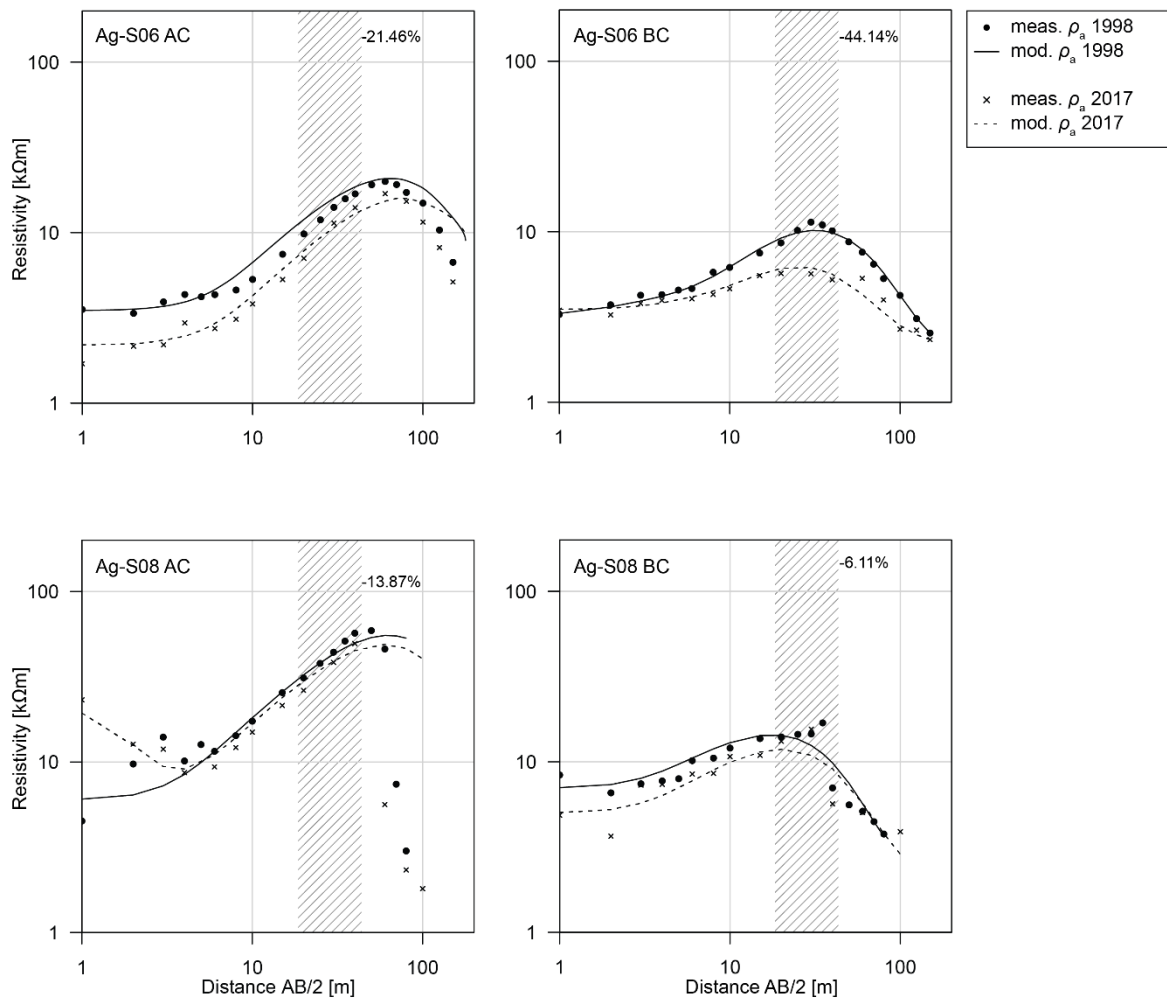 Ag-S06 AC
-21.46%
100
10
1
1
10
100
Resistivity [kΩm]
Ag-S06 BC
-44.14%
100
10
1
1
10
100
meas. ρa 1998
mod. ρa 1998
meas. ρa 2017
mod. ρa 2017
Ag-S08 AC
-13.87%
100
10
1
1
10
100
Resistivity [kΩm]
Distance AB/2 [m]
Ag-S08 BC
-6.11%
100
10
1
1
10
100
Distance AB/2 [m]